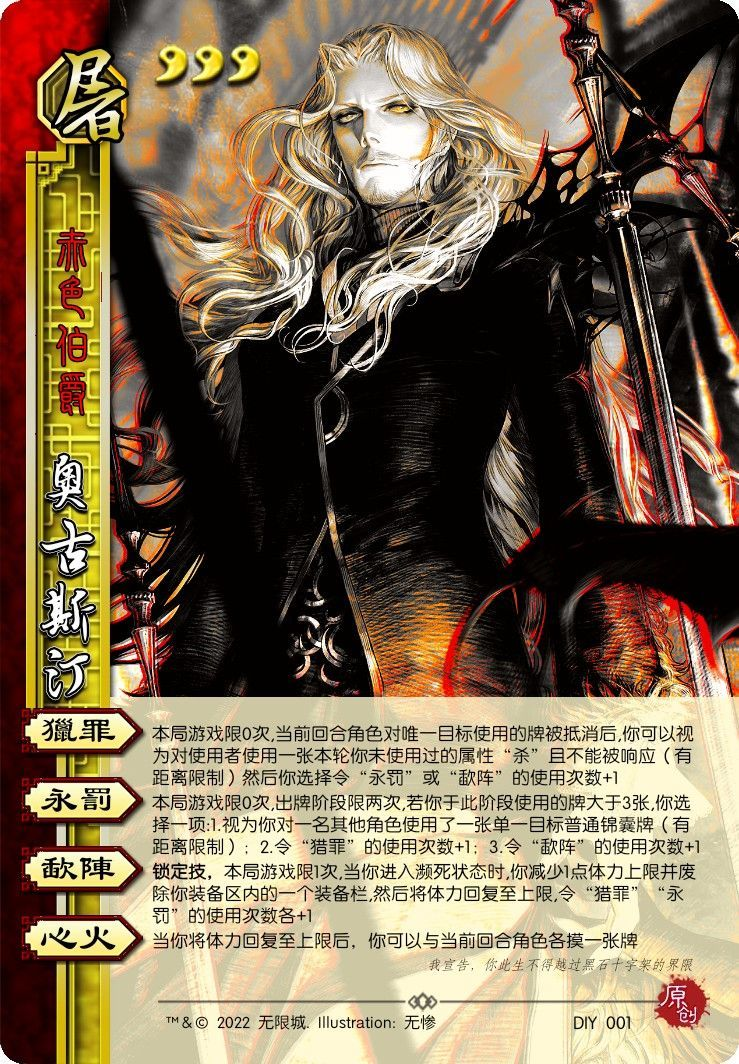 屠
赤色伯爵
奥古斯汀
獵罪
本局游戏限0次,当前回合角色对唯一目标使用的牌被抵消后,你可以视
为对使用者使用一张本轮你未使用过的属性“杀”且不能被响应（有
距离限制）然后你选择令“永罚”或“歃阵”的使用次数+1
永罰
本局游戏限0次,出牌阶段限两次,若你于此阶段使用的牌大于3张,你选
择一项:1.视为你对一名其他角色使用了一张单一目标普通锦囊牌（有
距离限制）; 2.令“猎罪”的使用次数+1; 3.令“歃阵”的使用次数+1
歃陣
锁定技，本局游戏限1次,当你进入濒死状态时,你减少1点体力上限并废
除你装备区内的一个装备栏,然后将体力回复至上限,令“猎罪”“永
罚”的使用次数各+1
心火
当你将体力回复至上限后，你可以与当前回合角色各摸一张牌
我宣告，你此生不得越过黑石十字架的界限
™&© 2022 无限城. Illustration: 无惨
DIY 001
原创